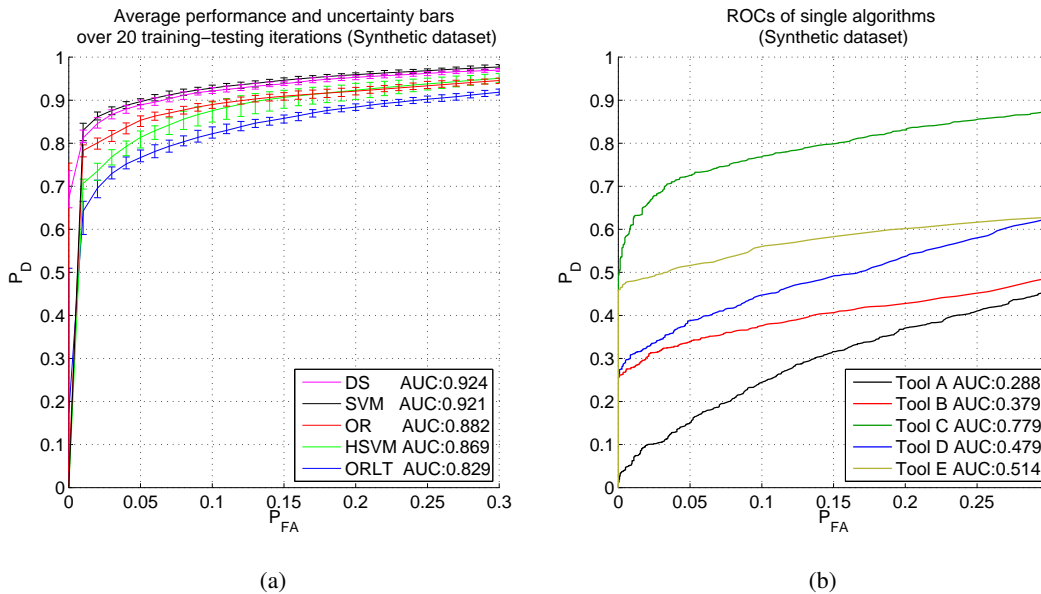 Average performance and uncertainty bars
over 20 training−testing iterations (Synthetic dataset)
1
0.9
0.8
0.7
0.6
0.5
0.4
0.3
0.2
0.1
0
P_D
0 0.05 0.1 0.15 0.2 0.25 0.3
P_FA
DS AUC:0.924
SVM AUC:0.921
OR AUC:0.882
HSVM AUC:0.869
ORLT AUC:0.829
(a)
ROCs of single algorithms
(Synthetic dataset)
1
0.9
0.8
0.7
0.6
0.5
0.4
0.3
0.2
0.1
0
P_D
0 0.05 0.1 0.15 0.2 0.25
P_FA
Tool A AUC:0.288
Tool B AUC:0.379
Tool C AUC:0.779
Tool D AUC:0.479
Tool E AUC:0.514
(b)